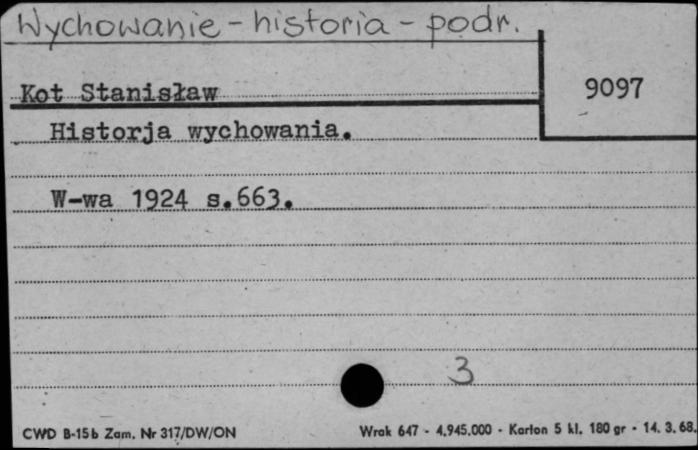 Wychowanie - historia - podr.
Kot Stanisław
9097
Historja wychowania.
W-wa 1924 s.663.
3
CWD B-15b Zam. Nr 317/DW/ON
Wrak 647 - 4.945.000 - Karton 5 kl. 180 gr - 14. 3. 68.